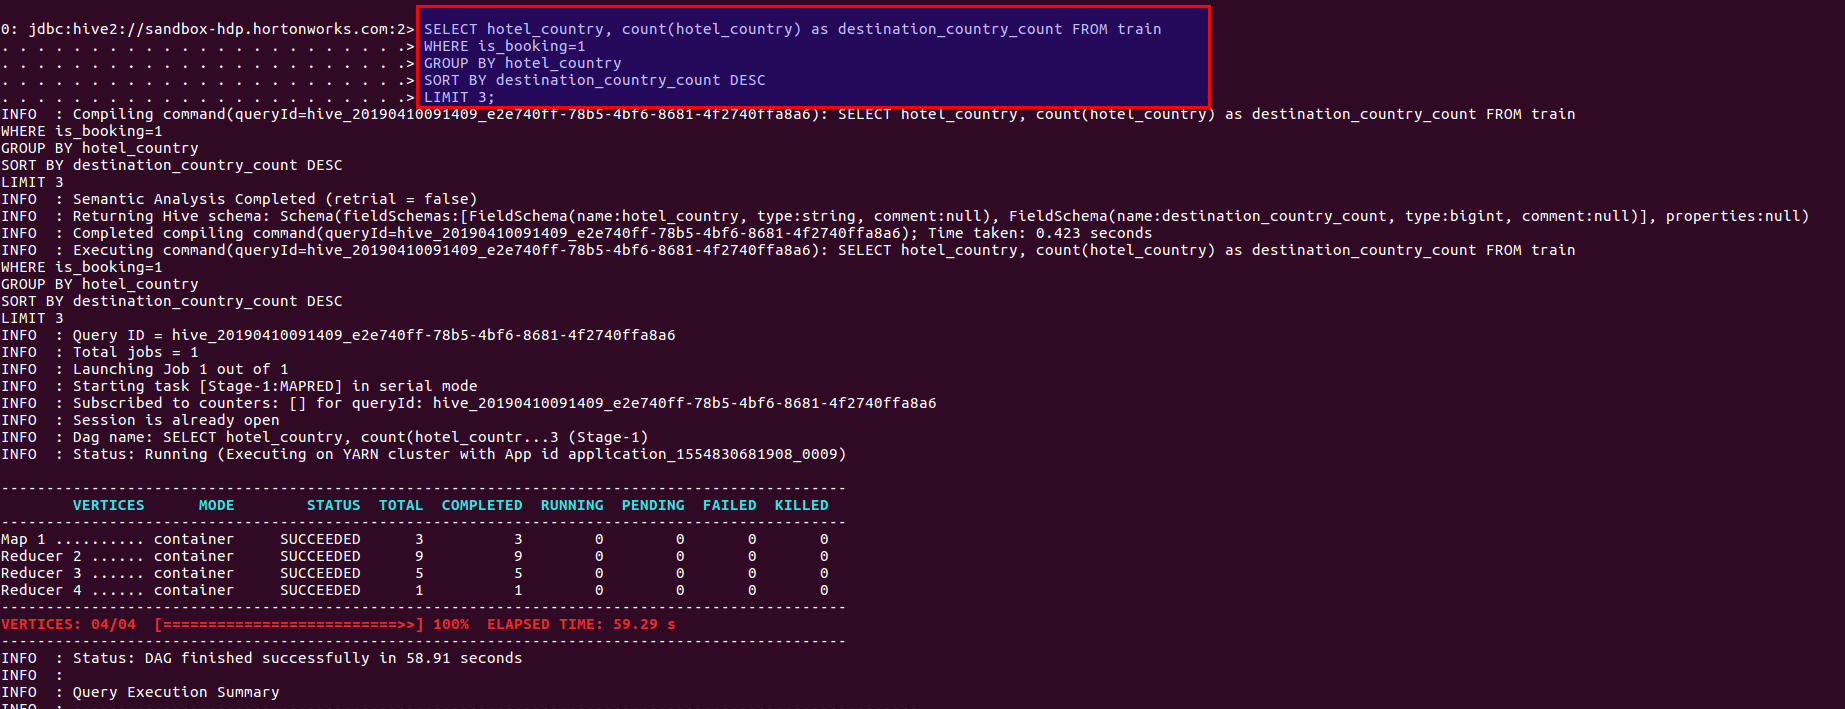 0: jdbc:hive2://sandbox-hdp.hortonworks.com:2> SELECT hotel_country, count(hotel_country) as destination_country_count FROM train
. . . . . . . . . . . . . . . . . . . . . . .> WHERE is_booking=1
. . . . . . . . . . . . . . . . . . . . . . .> GROUP BY hotel_country
. . . . . . . . . . . . . . . . . . . . . . .> SORT BY destination_country_count DESC
. . . . . . . . . . . . . . . . . . . . . . .> LIMIT 3;
INFO  : Compiling command(queryId=hive_20190410091409_e2e740ff-78b5-4bf6-8681-4f2740ffa8a6): SELECT hotel_country, count(hotel_country) as destination_country_count FROM train
WHERE is_booking=1
GROUP BY hotel_country
SORT BY destination_country_count DESC
LIMIT 3
INFO  : Semantic Analysis Completed (retrial = false)
INFO  : Returning Hive schema: Schema(fieldSchemas:[FieldSchema(name:hotel_country, type:string, comment:null), FieldSchema(name:destination_country_count, type:bigint, comment:null)], properties:null)
INFO  : Completed compiling command(queryId=hive_20190410091409_e2e740ff-78b5-4bf6-8681-4f2740ffa8a6); Time taken: 0.423 seconds
INFO  : Executing command(queryId=hive_20190410091409_e2e740ff-78b5-4bf6-8681-4f2740ffa8a6): SELECT hotel_country, count(hotel_country) as destination_country_count FROM train
WHERE is_booking=1
GROUP BY hotel_country
SORT BY destination_country_count DESC
LIMIT 3
INFO  : Query ID = hive_20190410091409_e2e740ff-78b5-4bf6-8681-4f2740ffa8a6
INFO  : Total jobs = 1
INFO  : Launching Job 1 out of 1
INFO  : Starting task [Stage-1:MAPRED] in serial mode
INFO  : Subscribed to counters: [] for queryId: hive_20190410091409_e2e740ff-78b5-4bf6-8681-4f2740ffa8a6
INFO  : Session is already open
INFO  : Dag name: SELECT hotel_country, count(hotel_countr...3 (Stage-1)
INFO  : Status: Running (Executing on YARN cluster with App id application_1554830681908_0009)
----------------------------------------------------------------------------------------------
        VERTICES      MODE        STATUS  TOTAL  COMPLETED  RUNNING  PENDING  FAILED  KILLED
----------------------------------------------------------------------------------------------
Map 1 .......... container     SUCCEEDED      3          3        0        0       0       0
Reducer 2 ...... container     SUCCEEDED      9          9        0        0       0       0
Reducer 3 ...... container     SUCCEEDED      5          5        0        0       0       0
Reducer 4 ...... container     SUCCEEDED      1          1        0        0       0       0
----------------------------------------------------------------------------------------------
VERTICES: 04/04  [==========================>>] 100%  ELAPSED TIME: 59.29 s
----------------------------------------------------------------------------------------------
INFO  : Status: DAG finished successfully in 58.91 seconds
INFO  :
INFO  : Query Execution Summary
INFO  :